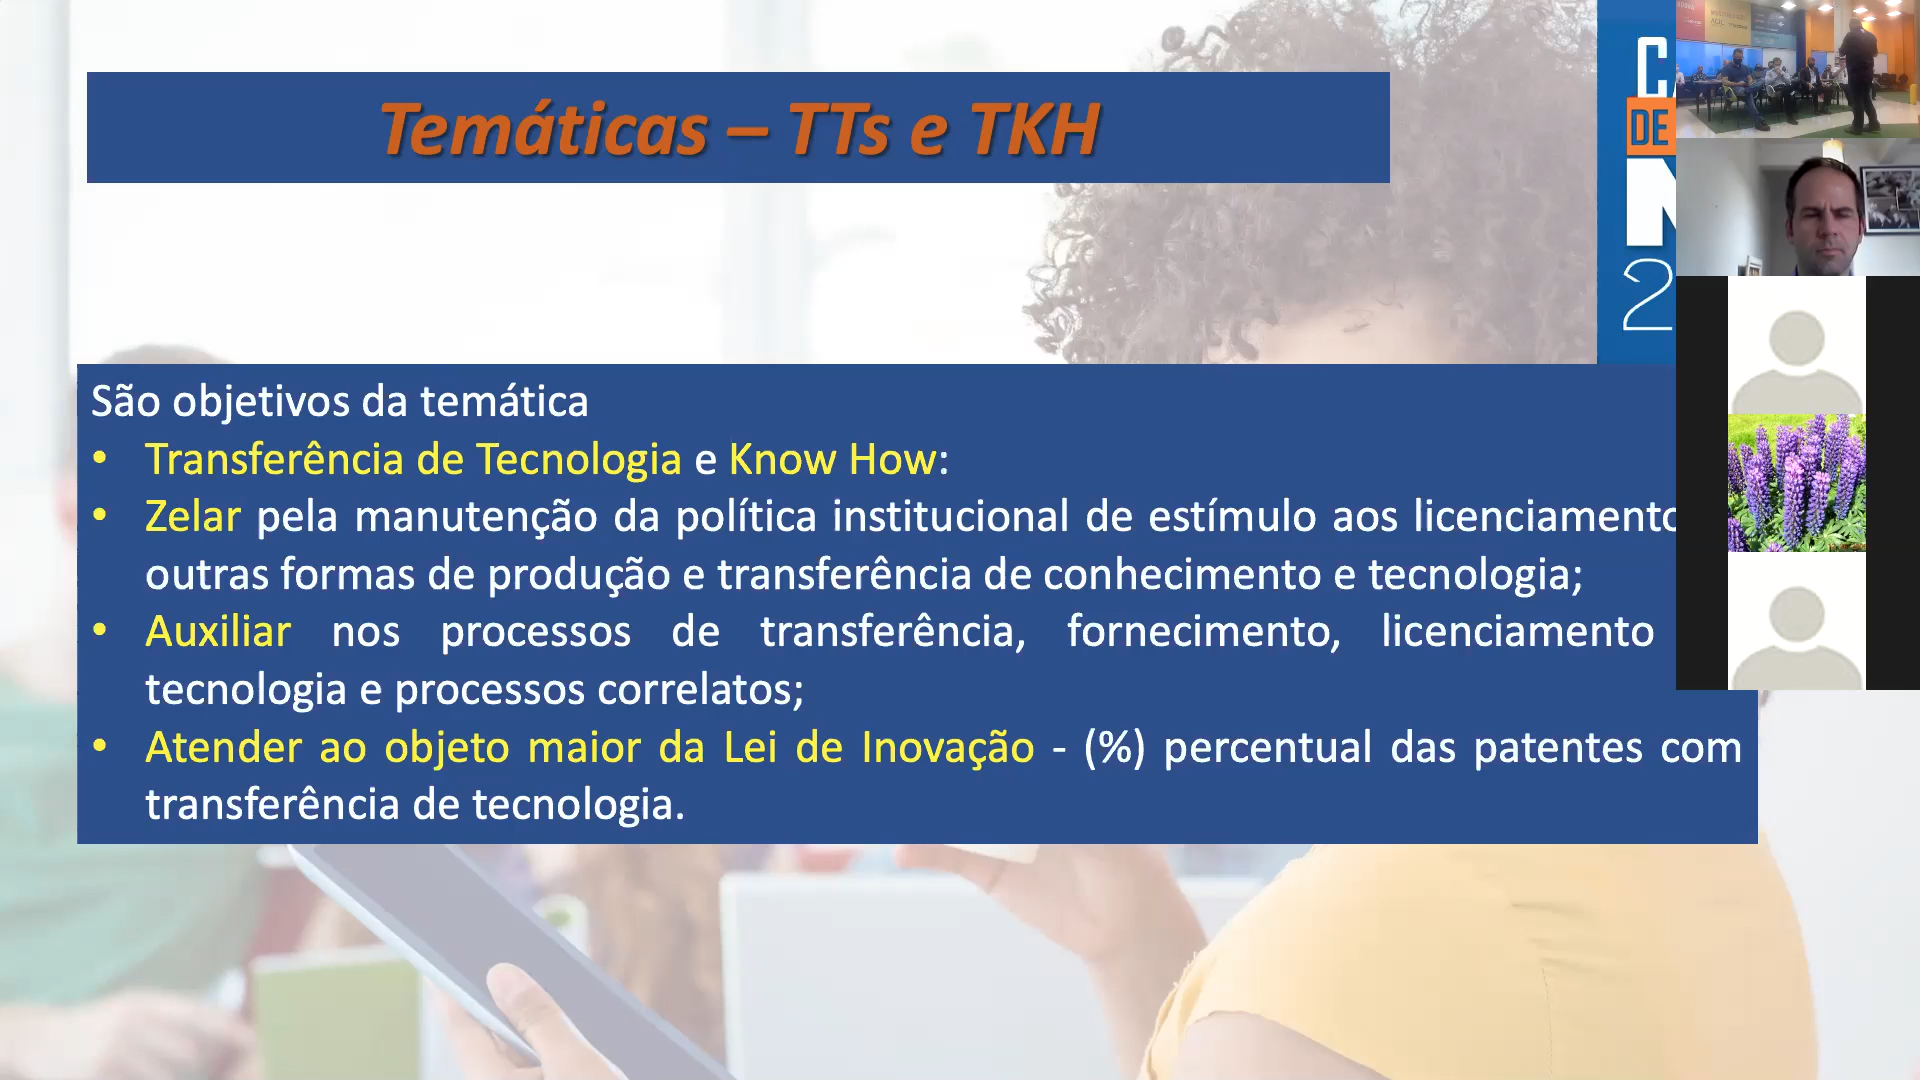 Temáticas – TTs e TKH
DE
São objetivos da temática
• Transferência de Tecnologia e Know How:
• Zelar pela manutenção da política institucional de estímulo aos licenciamento
outras formas de produção e transferência de conhecimento e tecnologia;
• Auxiliar nos processos de transferência, fornecimento, licenciamento
tecnologia e processos correlatos;
• Atender ao objeto maior da Lei de Inovação - (%) percentual das patentes com
transferência de tecnologia.